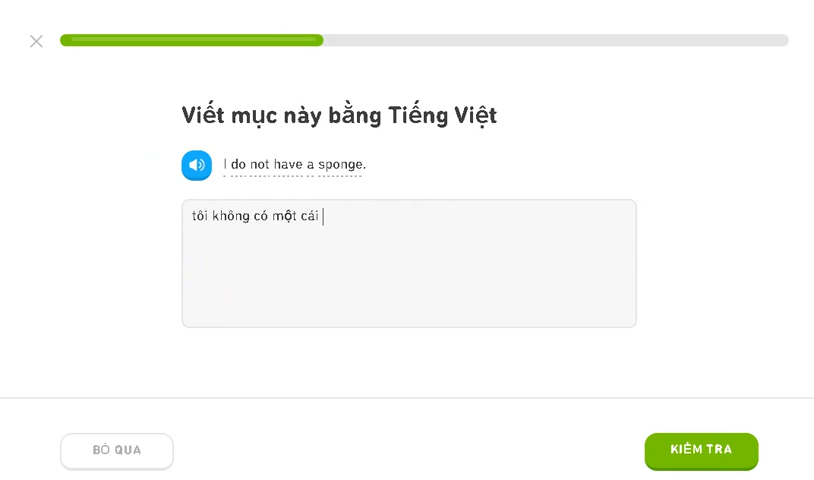 Viết mục này bằng Tiếng Việt
I do not have a sponge.
tôi không có một cái
BỎ QUA
KIỂM TRA